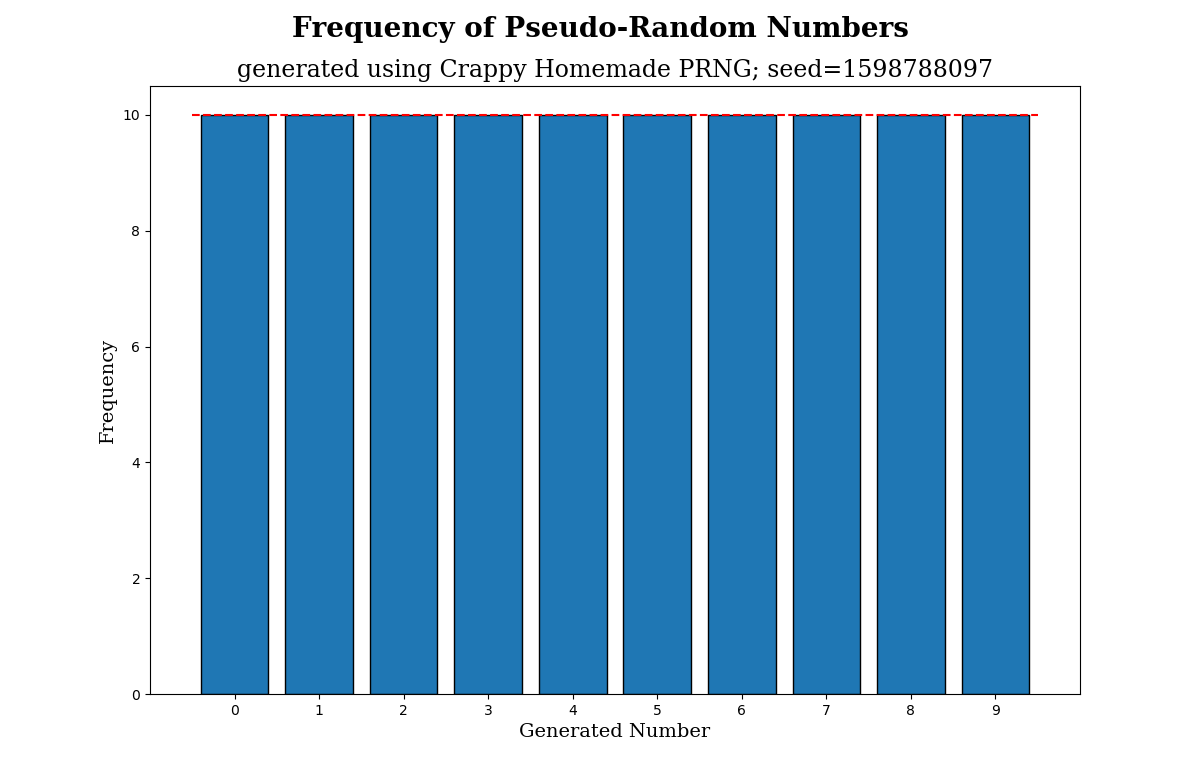 Frequency of Pseudo-Random Numbers
generated using Crappy Homemade PRNG; seed=1598788097
10
8
6
4
2
0
Frequency
0 1 2 3 4 5 6 7 8 9
Generated Number